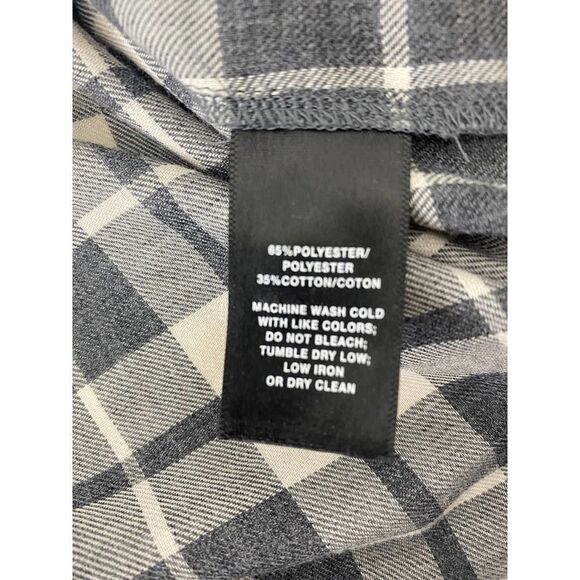 65%POLYESTER/
POLYESTER
35%COTTON/COTON
MACHINE WASH COLD
WITH LIKE COLORS;
DO NOT BLEACH;
TUMBLE DRY LOW;
LOW IRON
OR DRY CLEAN